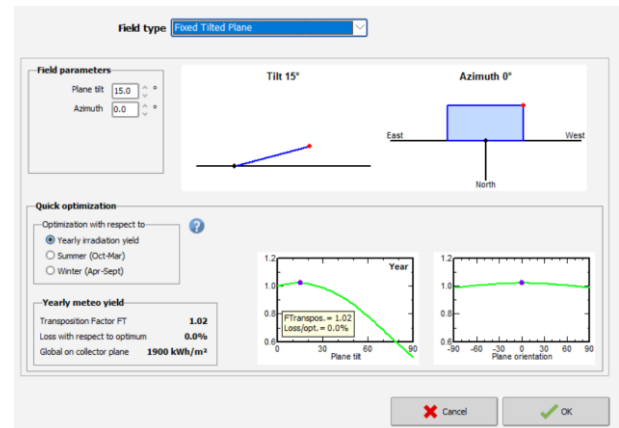 Field type Fixed Tilted Plane
Field parameters
Plane tilt 15.0 °
Azimuth 0.0 °
Tilt 15°
Azimuth 0°
East West
North
Quick optimization
Optimization with respect to
Yearly irradiation yield
Summer (Oct-Mar)
Winter (Apr-Sept)
?
Yearly meteo yield
Transposition Factor FT 1.02
Loss with respect to optimum 0.0%
Global on collector plane 1900 kWh/m²
1.2
Year
1.0
0.8
FTranspos. = 1.02
Loss/opt. = 0.0%
0.6
0 30 60 90
Plane tilt
1.2
1.0
0.8
0.6
-90 -60 -30 0 30 60 90
Plane orientation
Cancel OK